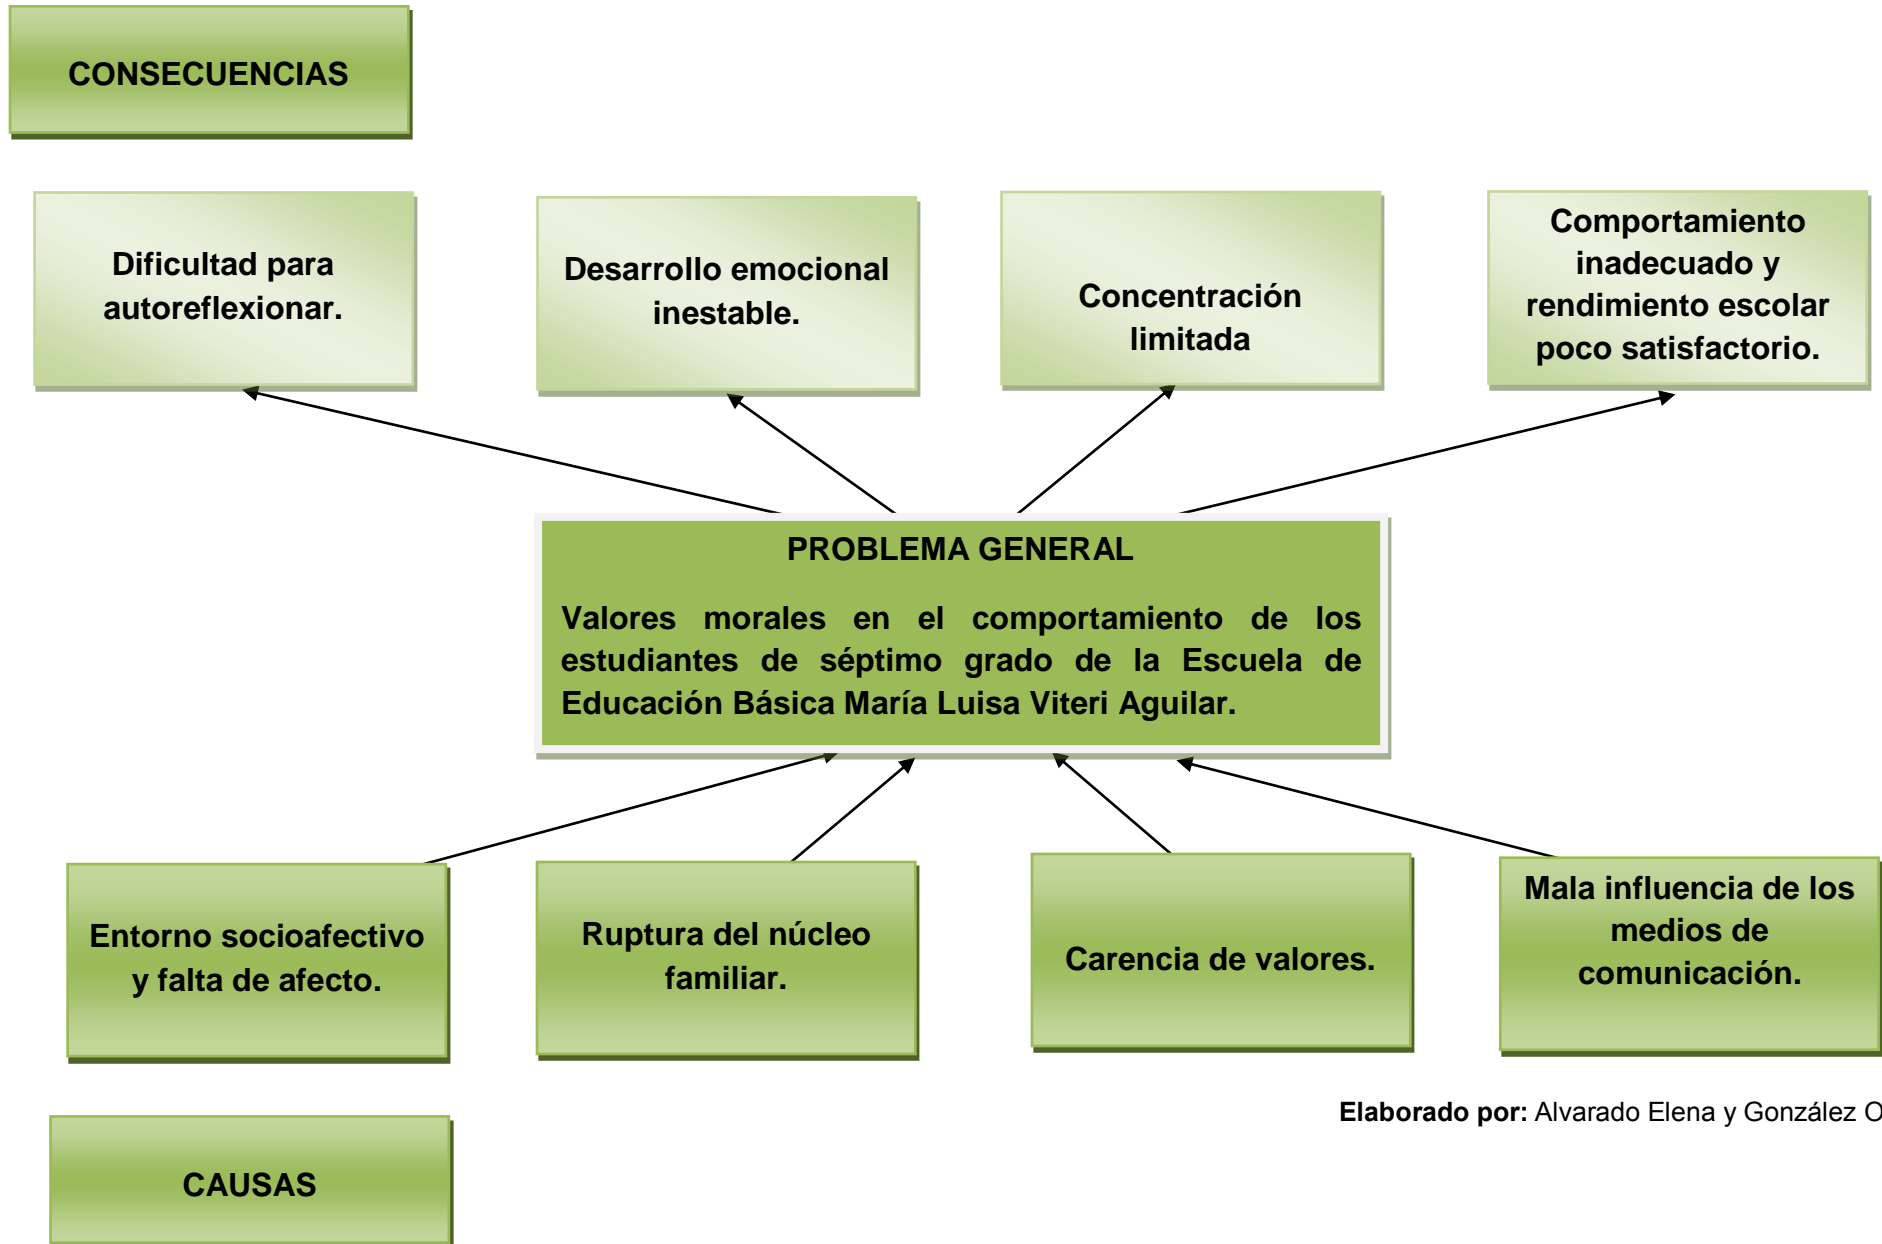 CONSECUENCIAS
Dificultad para
autoreflexionar.
Desarrollo emocional
inestable.
Concentración
limitada
Comportamiento
inadecuado y
rendimiento escolar
poco satisfactorio.
PROBLEMA GENERAL
Valores morales en el comportamiento de los
estudiantes de séptimo grado de la Escuela de
Educación Básica María Luisa Viteri Aguilar.
Entorno socioafectivo
y falta de afecto.
Ruptura del núcleo
familiar.
Carencia de valores.
Mala influencia de los
medios de
comunicación.
Elaborado por: Alvarado Elena y González O
CAUSAS